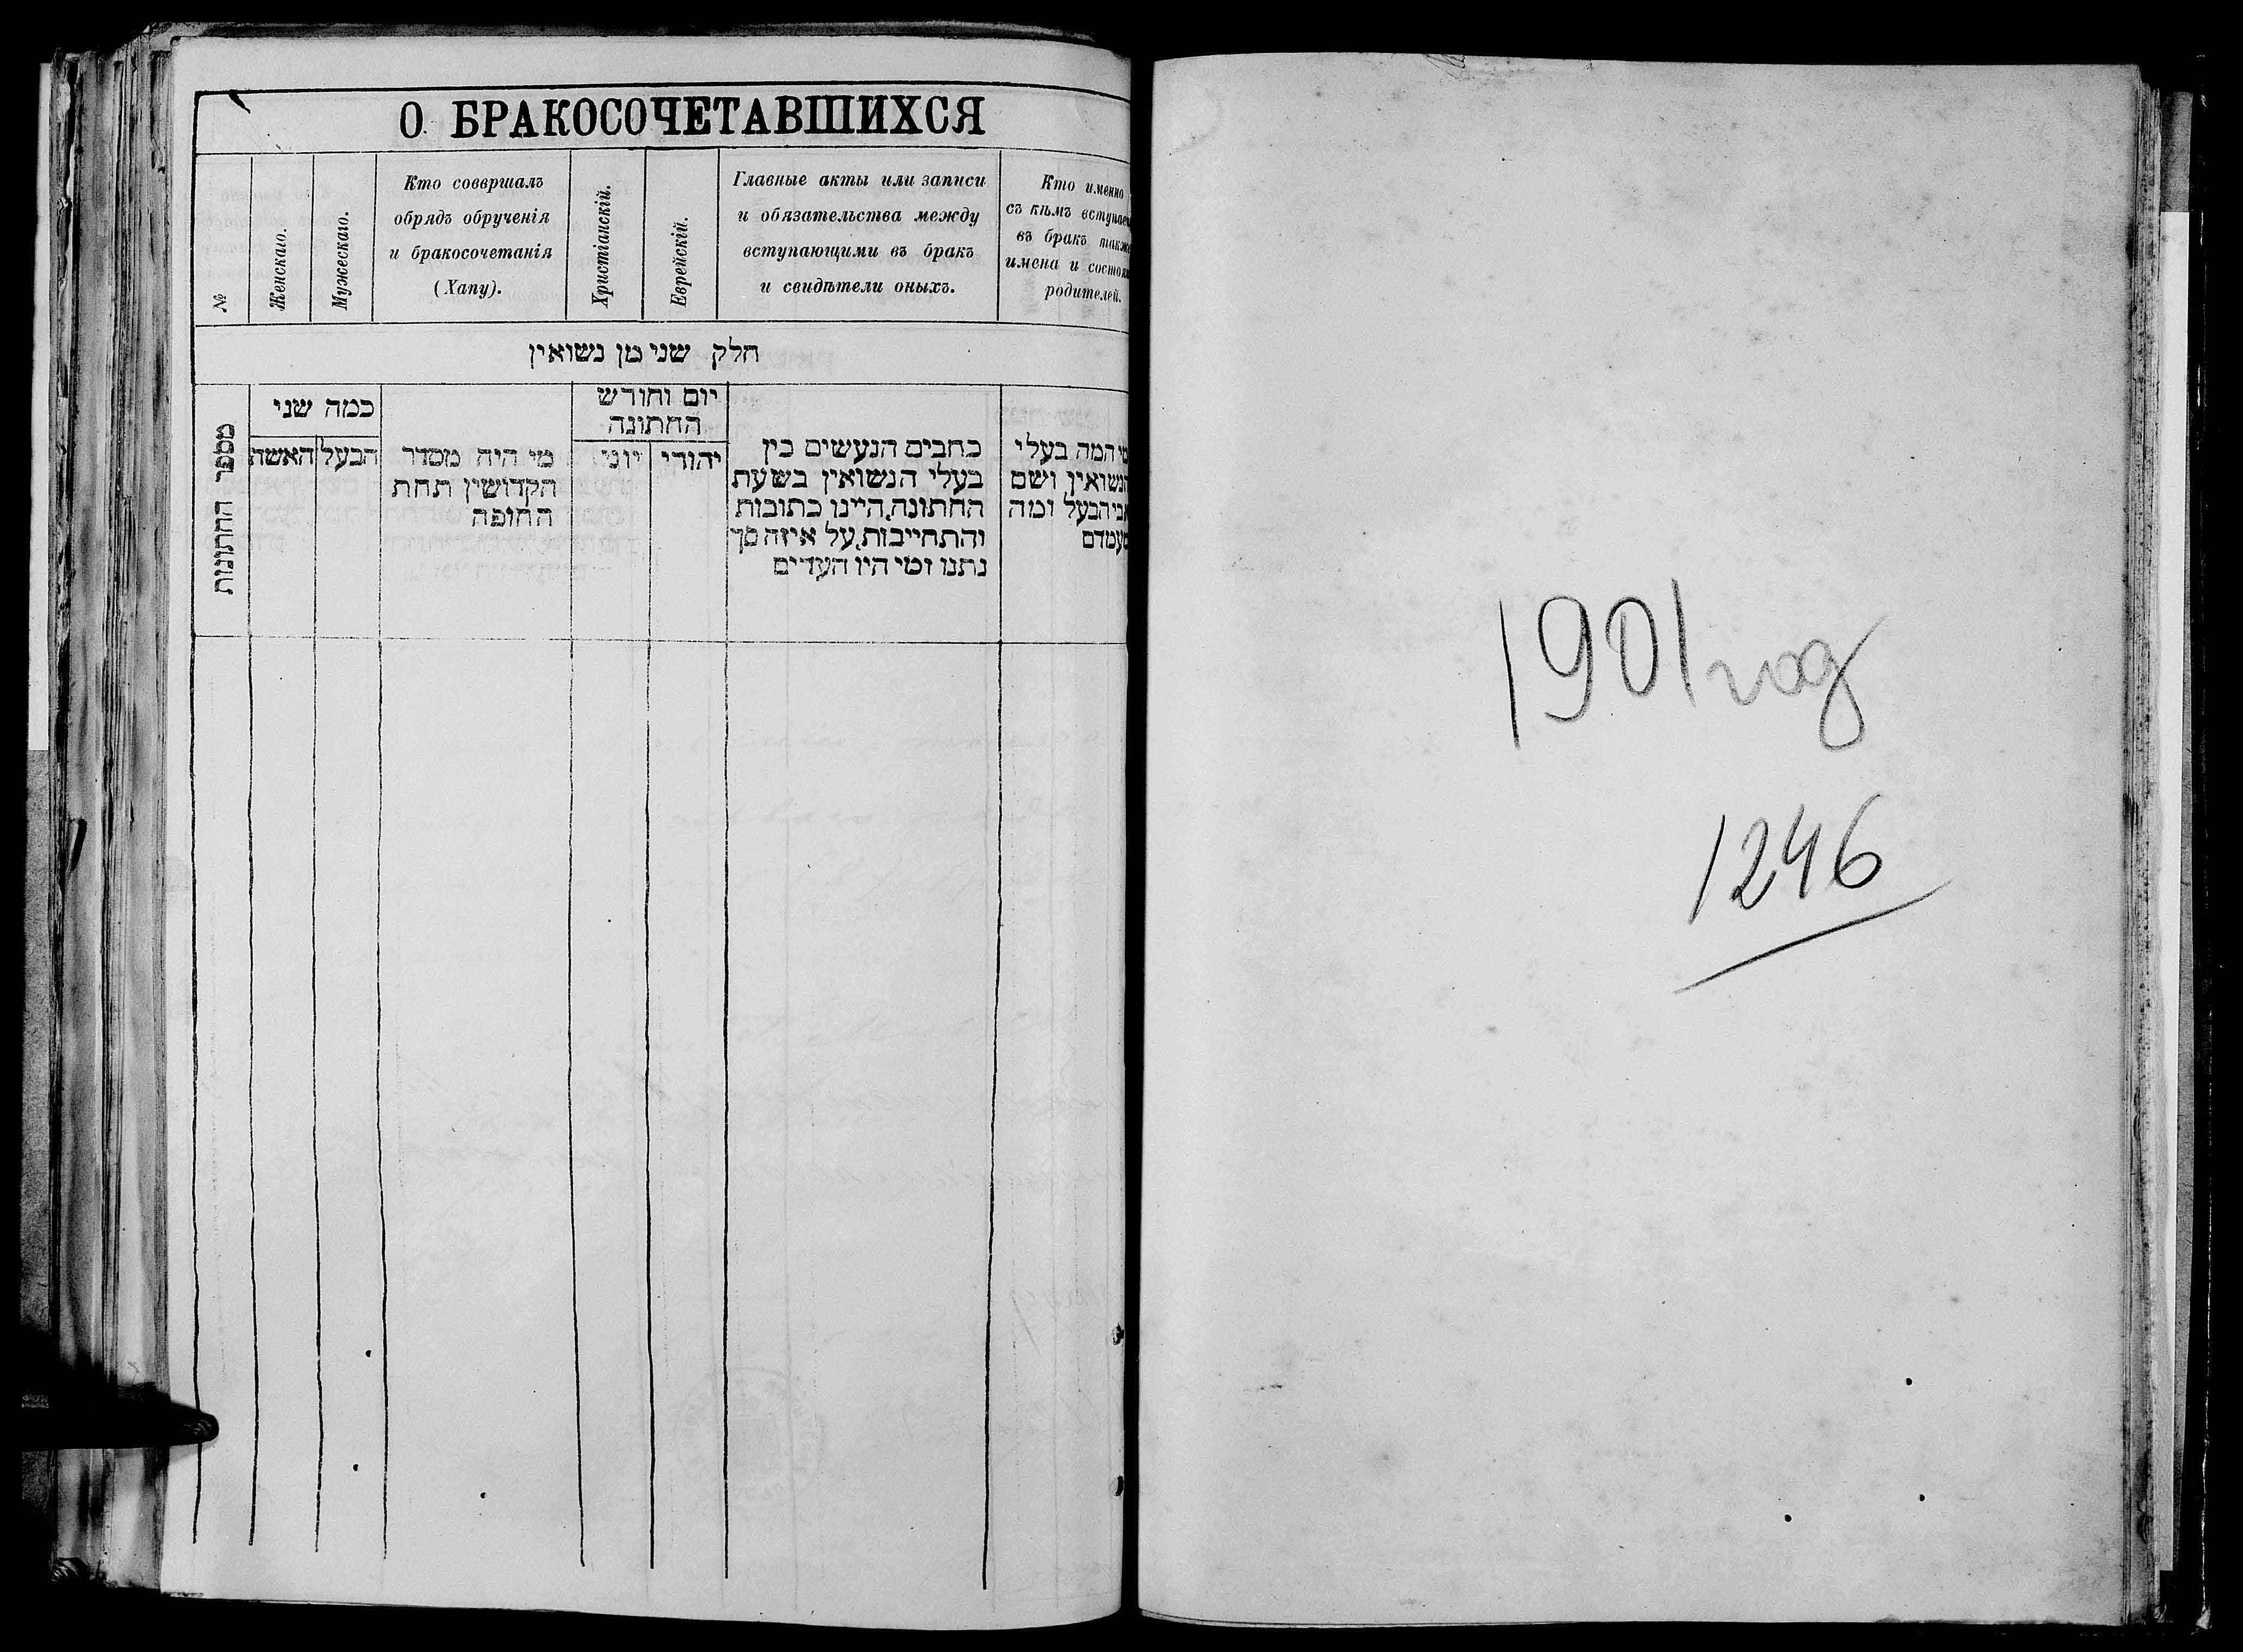 О БРАКОСОЧЕТАВШИХСЯ
№
Женскаго.
Мужескаго.
Кто совершалъ
обрядъ обрученія
и бракосочетанія
(Хапу).
Христіанскій.
Еврейскій.
Главные акты или записи
и обязательства между
вступающими въ бракъ
и свидѣтели оныхъ.
Кто именно
съ кѣмъ вступае
въ бракъ также
имена и состоя
родителей.
חלק שני מן נשואין
מספר החתונות
כמה שני
הבעל
האשה
מי היה מסדר
הקדושין תחת
החופה
יום וחודש
החתונה
יהודי
יוני
כתבים הנעשים בין
בעלי הנשואין בשעת
החתונה, היינו כתובות
והתחייבות, על איזה סך
נתנו ומי היו העדים
מי המה בעלי
הנשואין ושם
אבי הבעל ומה
מעמדם
1901 год
1246